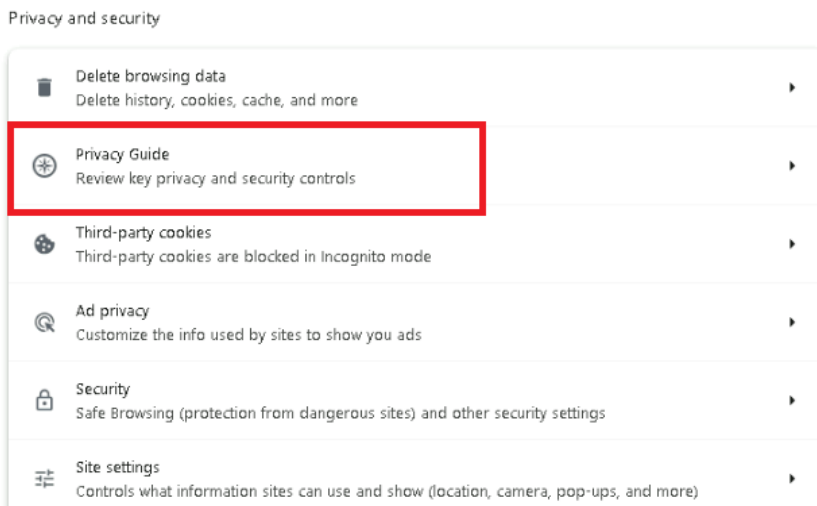 Privacy and security
Delete browsing data
Delete history, cookies, cache, and more
Privacy Guide
Review key privacy and security controls
Third-party cookies
Third-party cookies are blocked in Incognito mode
Ad privacy
Customize the info used by sites to show you ads
Security
Safe Browsing (protection from dangerous sites) and other security settings
Site settings
Controls what information sites can use and show (location, camera, pop-ups, and more)